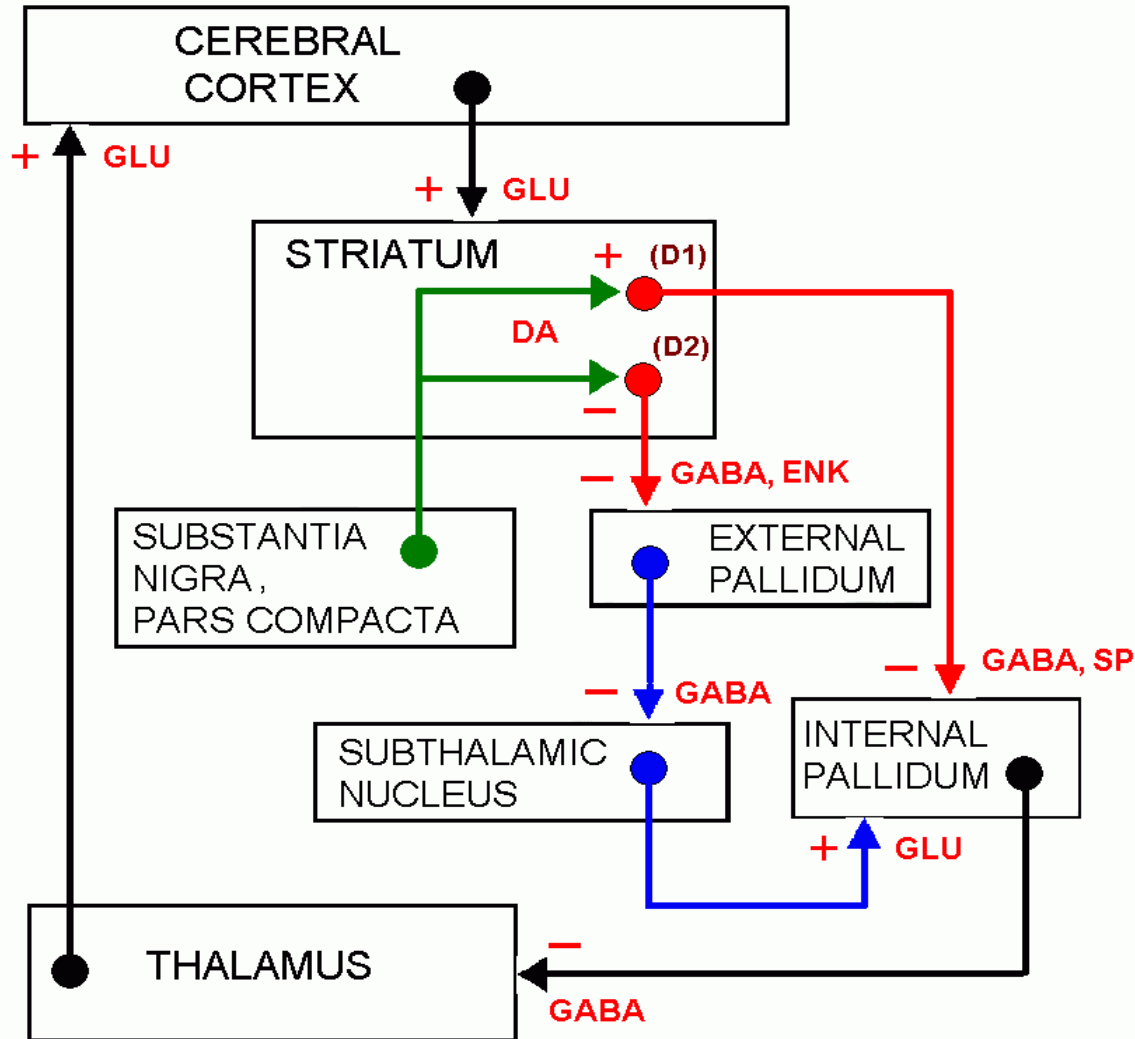 CEREBRAL
CORTEX
+ GLU
+ GLU
STRIATUM
+ (D1)
DA
(D2)
−
− GABA, ENK
SUBSTANTIA
NIGRA ,
PARS COMPACTA
EXTERNAL
PALLIDUM
− GABA, SP
− GABA
SUBTHALAMIC
NUCLEUS
INTERNAL
PALLIDUM
+ GLU
THALAMUS
−
GABA